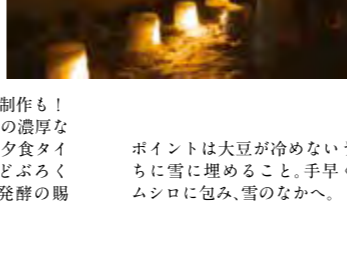 制作も！
の濃厚な
夕食タイ
どぶろく
発酵の賜
ポイントは大豆が冷めない
ちに雪に埋めること。手早
ムシロに包み、雪のなかへ。